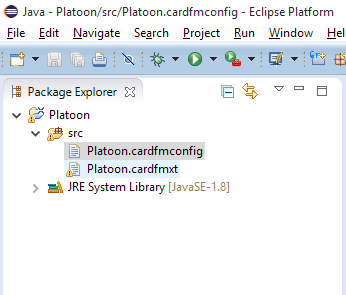 Java - Platoon/src/Platoon.cardfmconfig - Eclipse Platform
File Edit Navigate Search Project Run Window Hel
Package Explorer
Platoon
src
Platoon.cardfmconfig
Platoon.cardfmxt
JRE System Library [JavaSE-1.8]